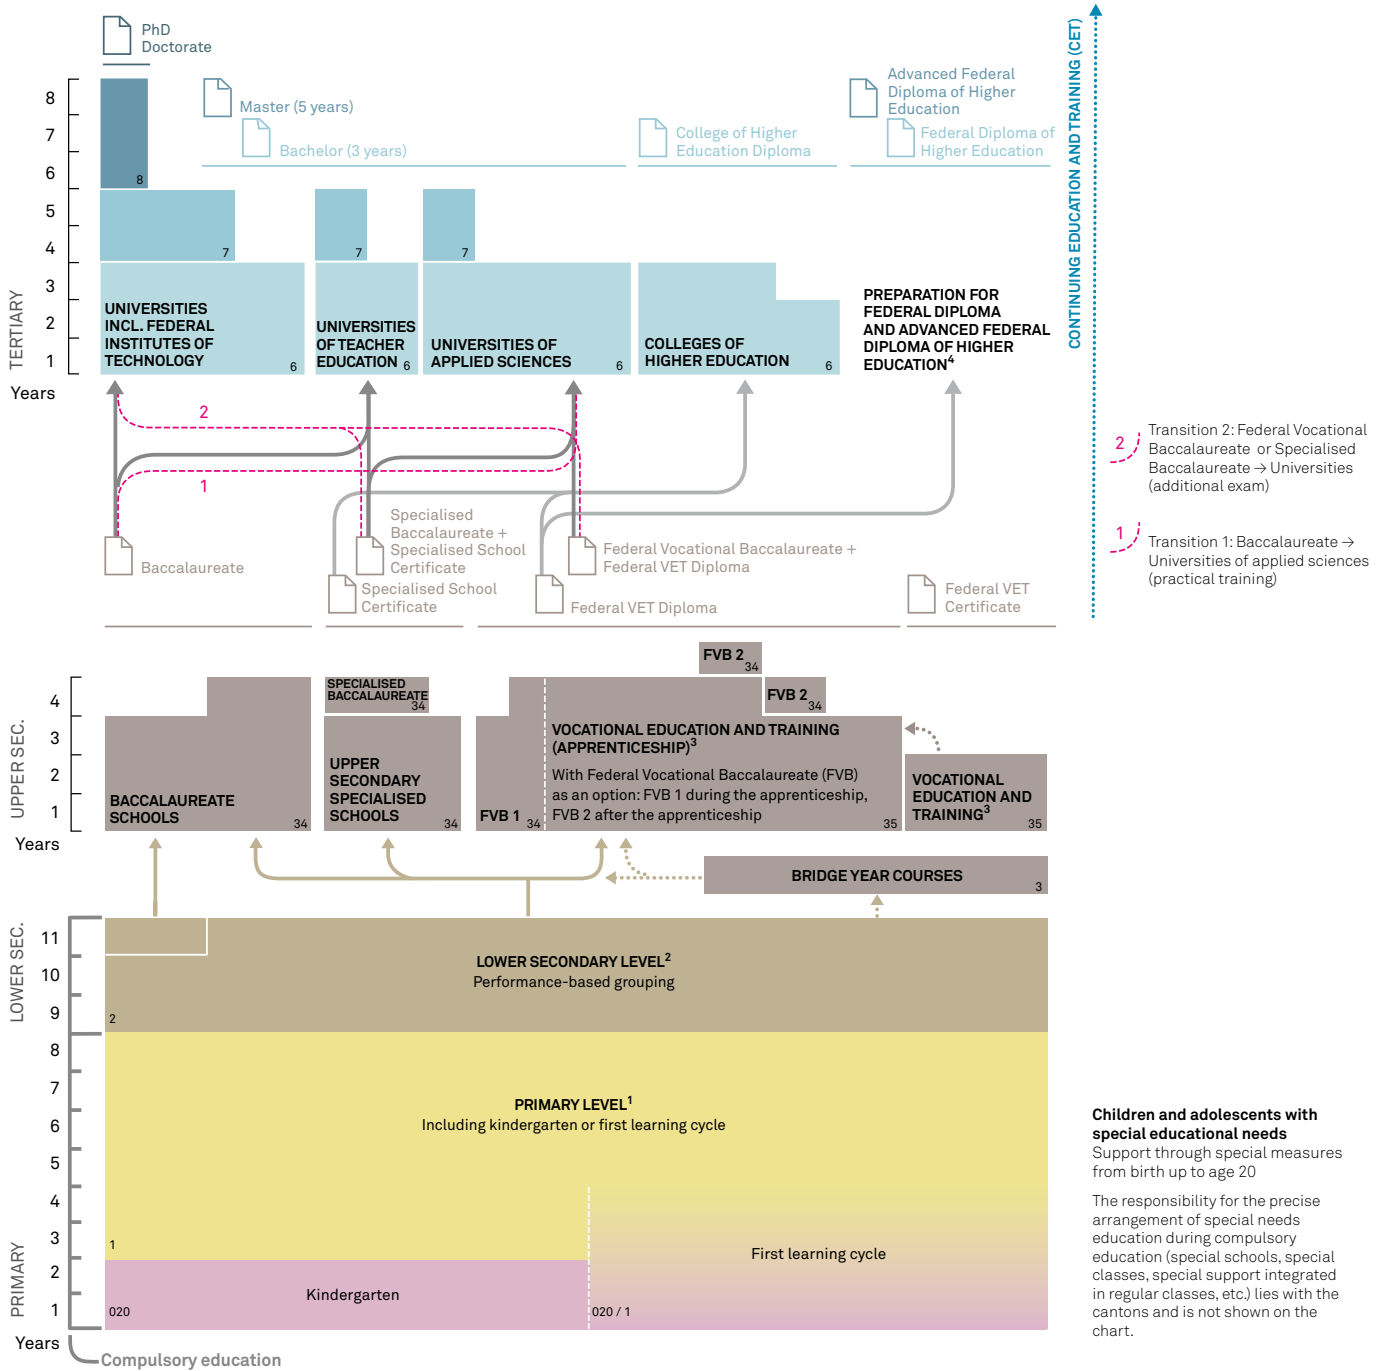 PhD
Doctorate
Master (5 years)
Bachelor (3 years)
College of Higher
Education Diploma
Advanced Federal
Diploma of Higher
Education
Federal Diploma of
Higher Education
CONTINUING EDUCATION AND TRAINING (CET)
TERTIARY
8
7
6
5
4
3
2
1
Years
8
7
7
7
UNIVERSITIES
INCL. FEDERAL
INSTITUTES OF
TECHNOLOGY
6
UNIVERSITIES
OF TEACHER
EDUCATION 6
UNIVERSITIES OF
APPLIED SCIENCES
6
COLLEGES OF
HIGHER EDUCATION
6
PREPARATION FOR
FEDERAL DIPLOMA
AND ADVANCED FEDERAL
DIPLOMA OF HIGHER
EDUCATION4
2
1
2
Transition 2: Federal Vocational
Baccalaureate or Specialised
Baccalaureate → Universities
(additional exam)
1
Transition 1: Baccalaureate →
Universities of applied sciences
(practical training)
Baccalaureate
Specialised
Baccalaureate +
Specialised School
Certificate
Specialised School
Certificate
Federal Vocational Baccalaureate +
Federal VET Diploma
Federal VET Diploma
Federal VET
Certificate
UPPER SEC.
4
3
2
1
Years
BACCALAUREATE
SCHOOLS
34
SPECIALISED
BACCALAUREATE
34
UPPER
SECONDARY
SPECIALISED
SCHOOLS
34
FVB 1 34
FVB 2
34
FVB 2
34
VOCATIONAL EDUCATION AND TRAINING
(APPRENTICESHIP)3
With Federal Vocational Baccalaureate (FVB)
as an option: FVB 1 during the apprenticeship,
FVB 2 after the apprenticeship
35
VOCATIONAL
EDUCATION AND
TRAINING3
35
BRIDGE YEAR COURSES
3
LOWER SEC.
11
10
9
LOWER SECONDARY LEVEL2
Performance-based grouping
2
PRIMARY
8
7
6
5
4
3
2
1
Years
PRIMARY LEVEL1
Including kindergarten or first learning cycle
1
First learning cycle
Kindergarten
020
020 / 1
Compulsory education
Children and adolescents with
special educational needs
Support through special measures
from birth up to age 20
The responsibility for the precise
arrangement of special needs
education during compulsory
education (special schools, special
classes, special support integrated
in regular classes, etc.) lies with the
cantons and is not shown on the
chart.